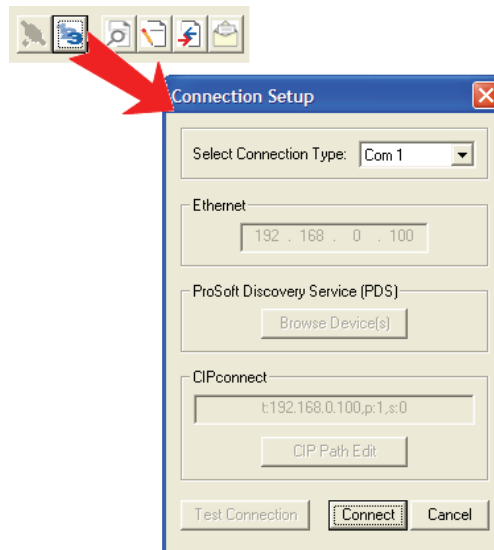 Connection Setup
Select Connection Type: Com 1
Ethernet
192 . 168 . 0 . 100
ProSoft Discovery Service (PDS)
Browse Device(s)
CIPconnect
t:192.168.0.100,p:1,s:0
CIP Path Edit
Test Connection Connect Cancel